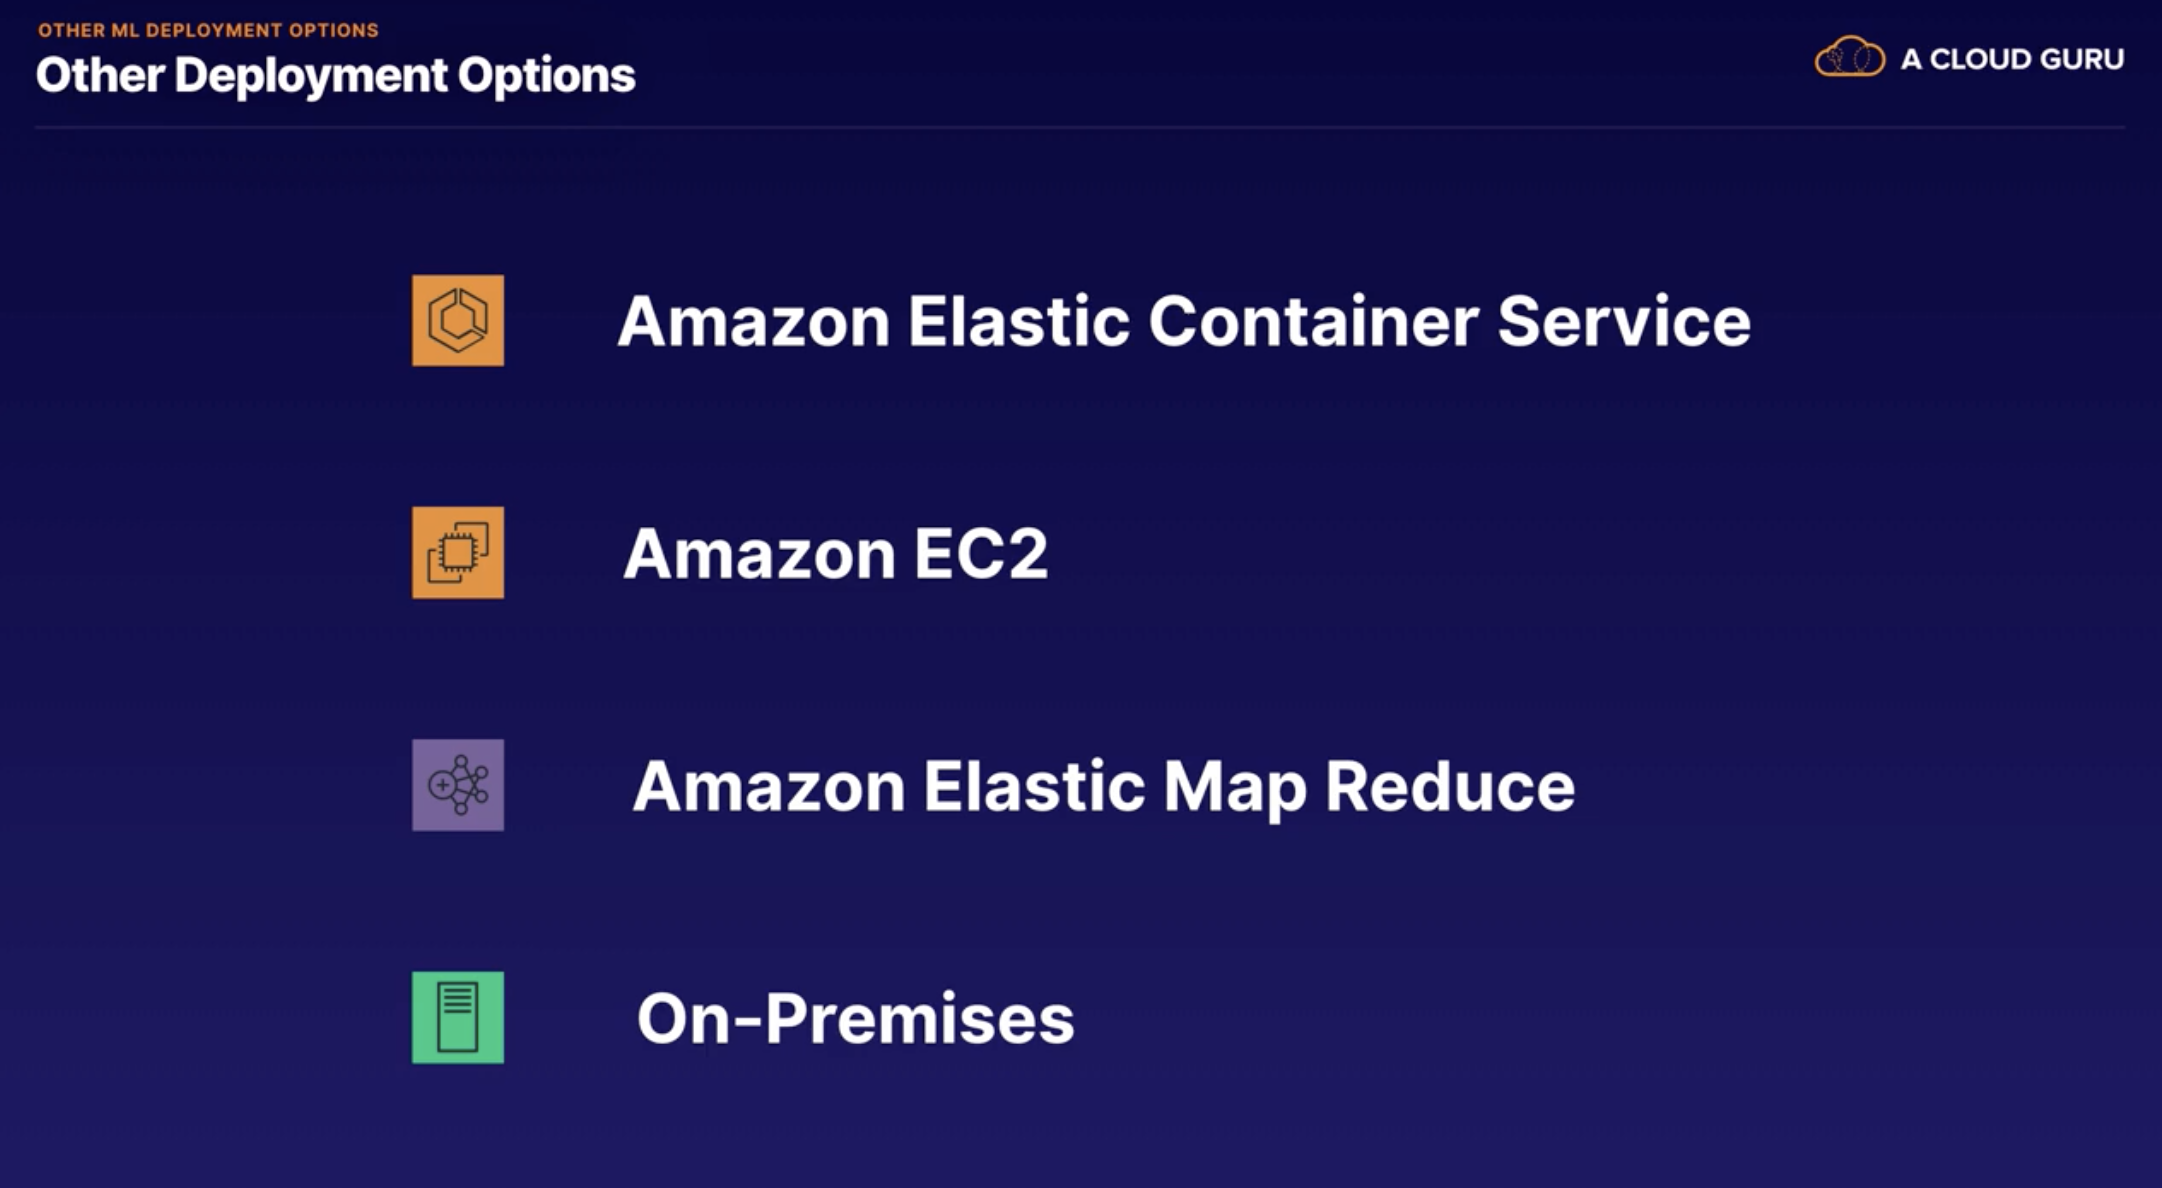 OTHER ML DEPLOYMENT OPTIONS
Other Deployment Options
A CLOUD GURU
Amazon Elastic Container Service
Amazon EC2
Amazon Elastic Map Reduce
On-Premises